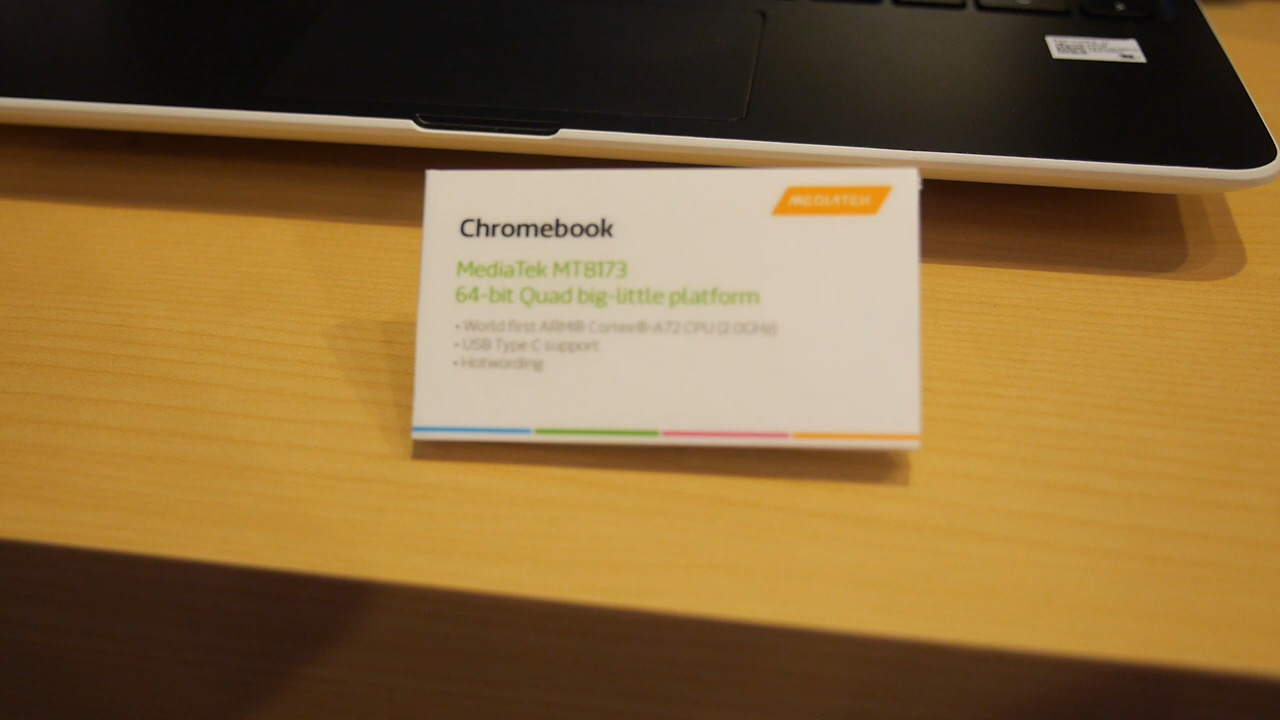 MEDIATEK
Chromebook
MediaTek MT8173
64-bit Quad big-little platform
• World first ARM® Cortex®-A72 CPU (2.0GHz)
• USB Type C support
• Hotwording